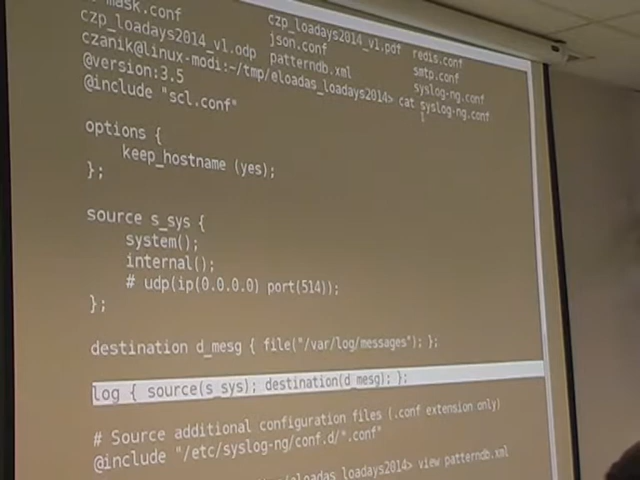 mask.conf
czp_loadays2014_v1.pdf redis.conf
czp_loadays2014_v1.odp json.conf smtp.conf
patterndb.xml syslog-ng.conf
czanik@linux-modi:~/tmp/eloadas_loadays2014> cat syslog-ng.conf
@version:3.5
@include "scl.conf"
options {
keep_hostname (yes);
};
source s_sys {
system();
internal();
# udp(ip(0.0.0.0) port(514));
};
destination d_mesg { file("/var/log/messages"); };
log { source(s_sys); destination(d_mesg); };
# Source additional configuration files (.conf extension only)
@include "/etc/syslog-ng/conf.d/*.conf"
/eloadas_loadays2014> view patterndb.xml